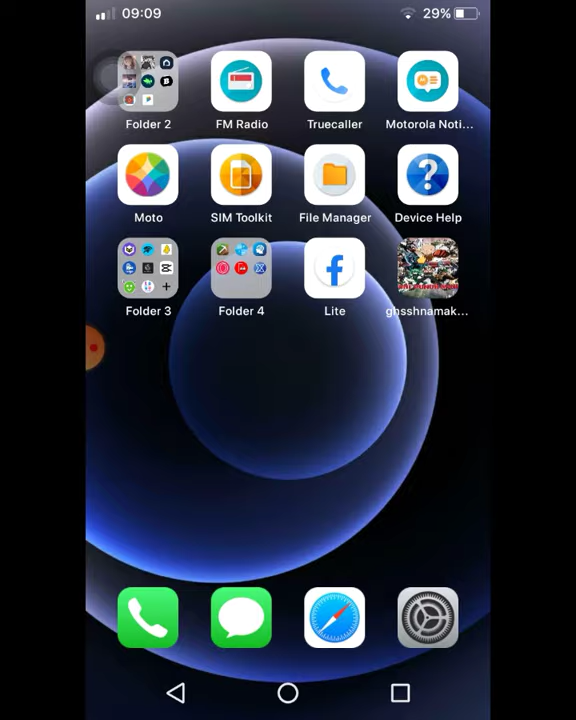 09:09
29%
Folder 2
FM Radio
Truecaller
Motorola Noti...
Moto
SIM Toolkit
File Manager
Device Help
Folder 3
Folder 4
Lite
ghsshnamak...